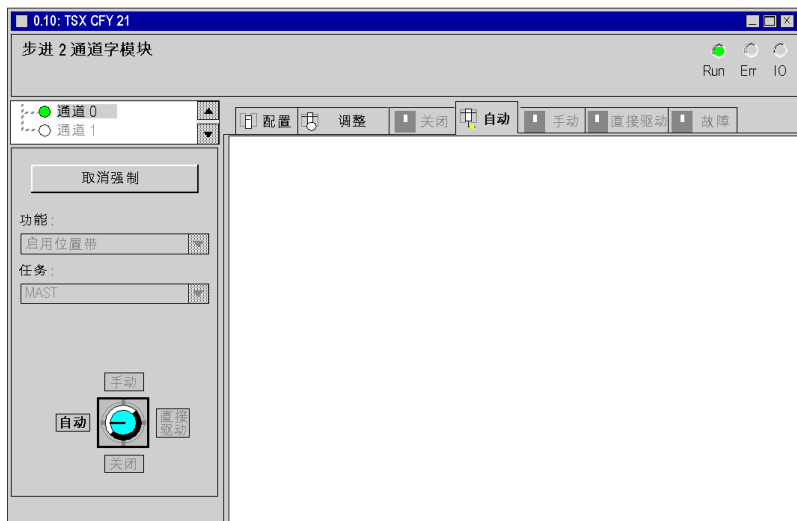 0.10: TSX CFY 21
步进 2 通道字模块
Run Err IO
通道 0
通道 1
配置 调整 关闭 自动 手动 直接驱动 故障
取消强制
功能:
启用位置带
任务:
MAST
手动
自动
直接
驱动
关闭